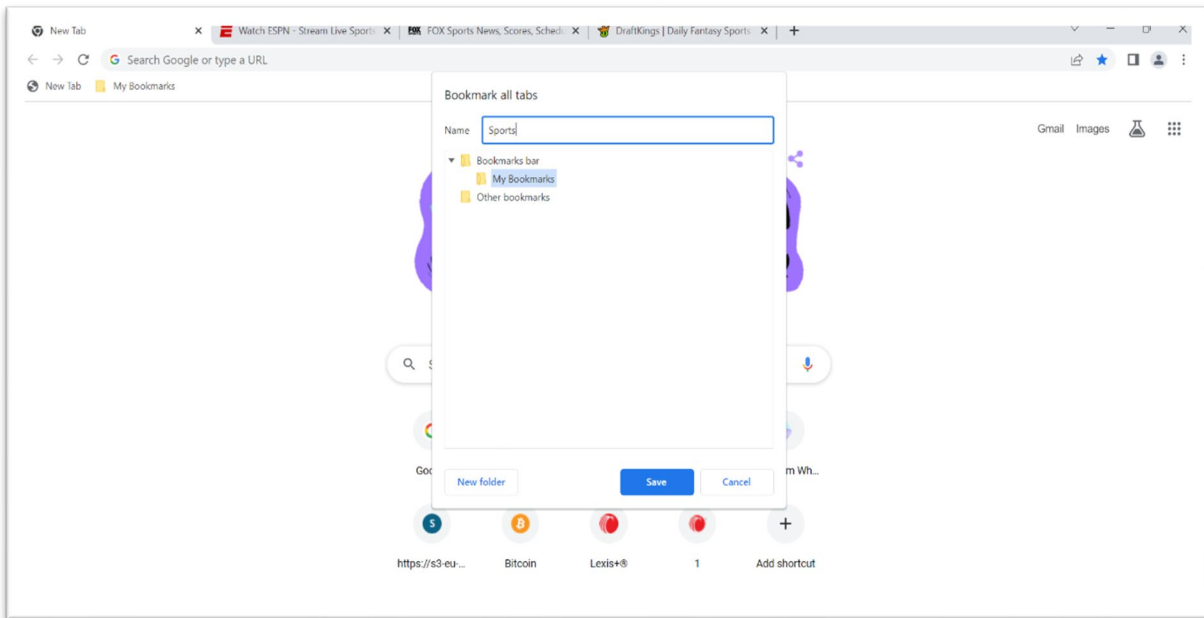 New Tab
Watch ESPN - Stream Live Sports
FOX Sports News, Scores, Schedu
DraftKings | Daily Fantasy Sports
Search Google or type a URL
New Tab My Bookmarks
Bookmark all tabs
Name Sports
Bookmarks bar
My Bookmarks
Other bookmarks
Gmail Images
Goo
m Wh...
New folder Save Cancel
S
https://s3-eu-... Bitcoin Lexis+® 1 Add shortcut